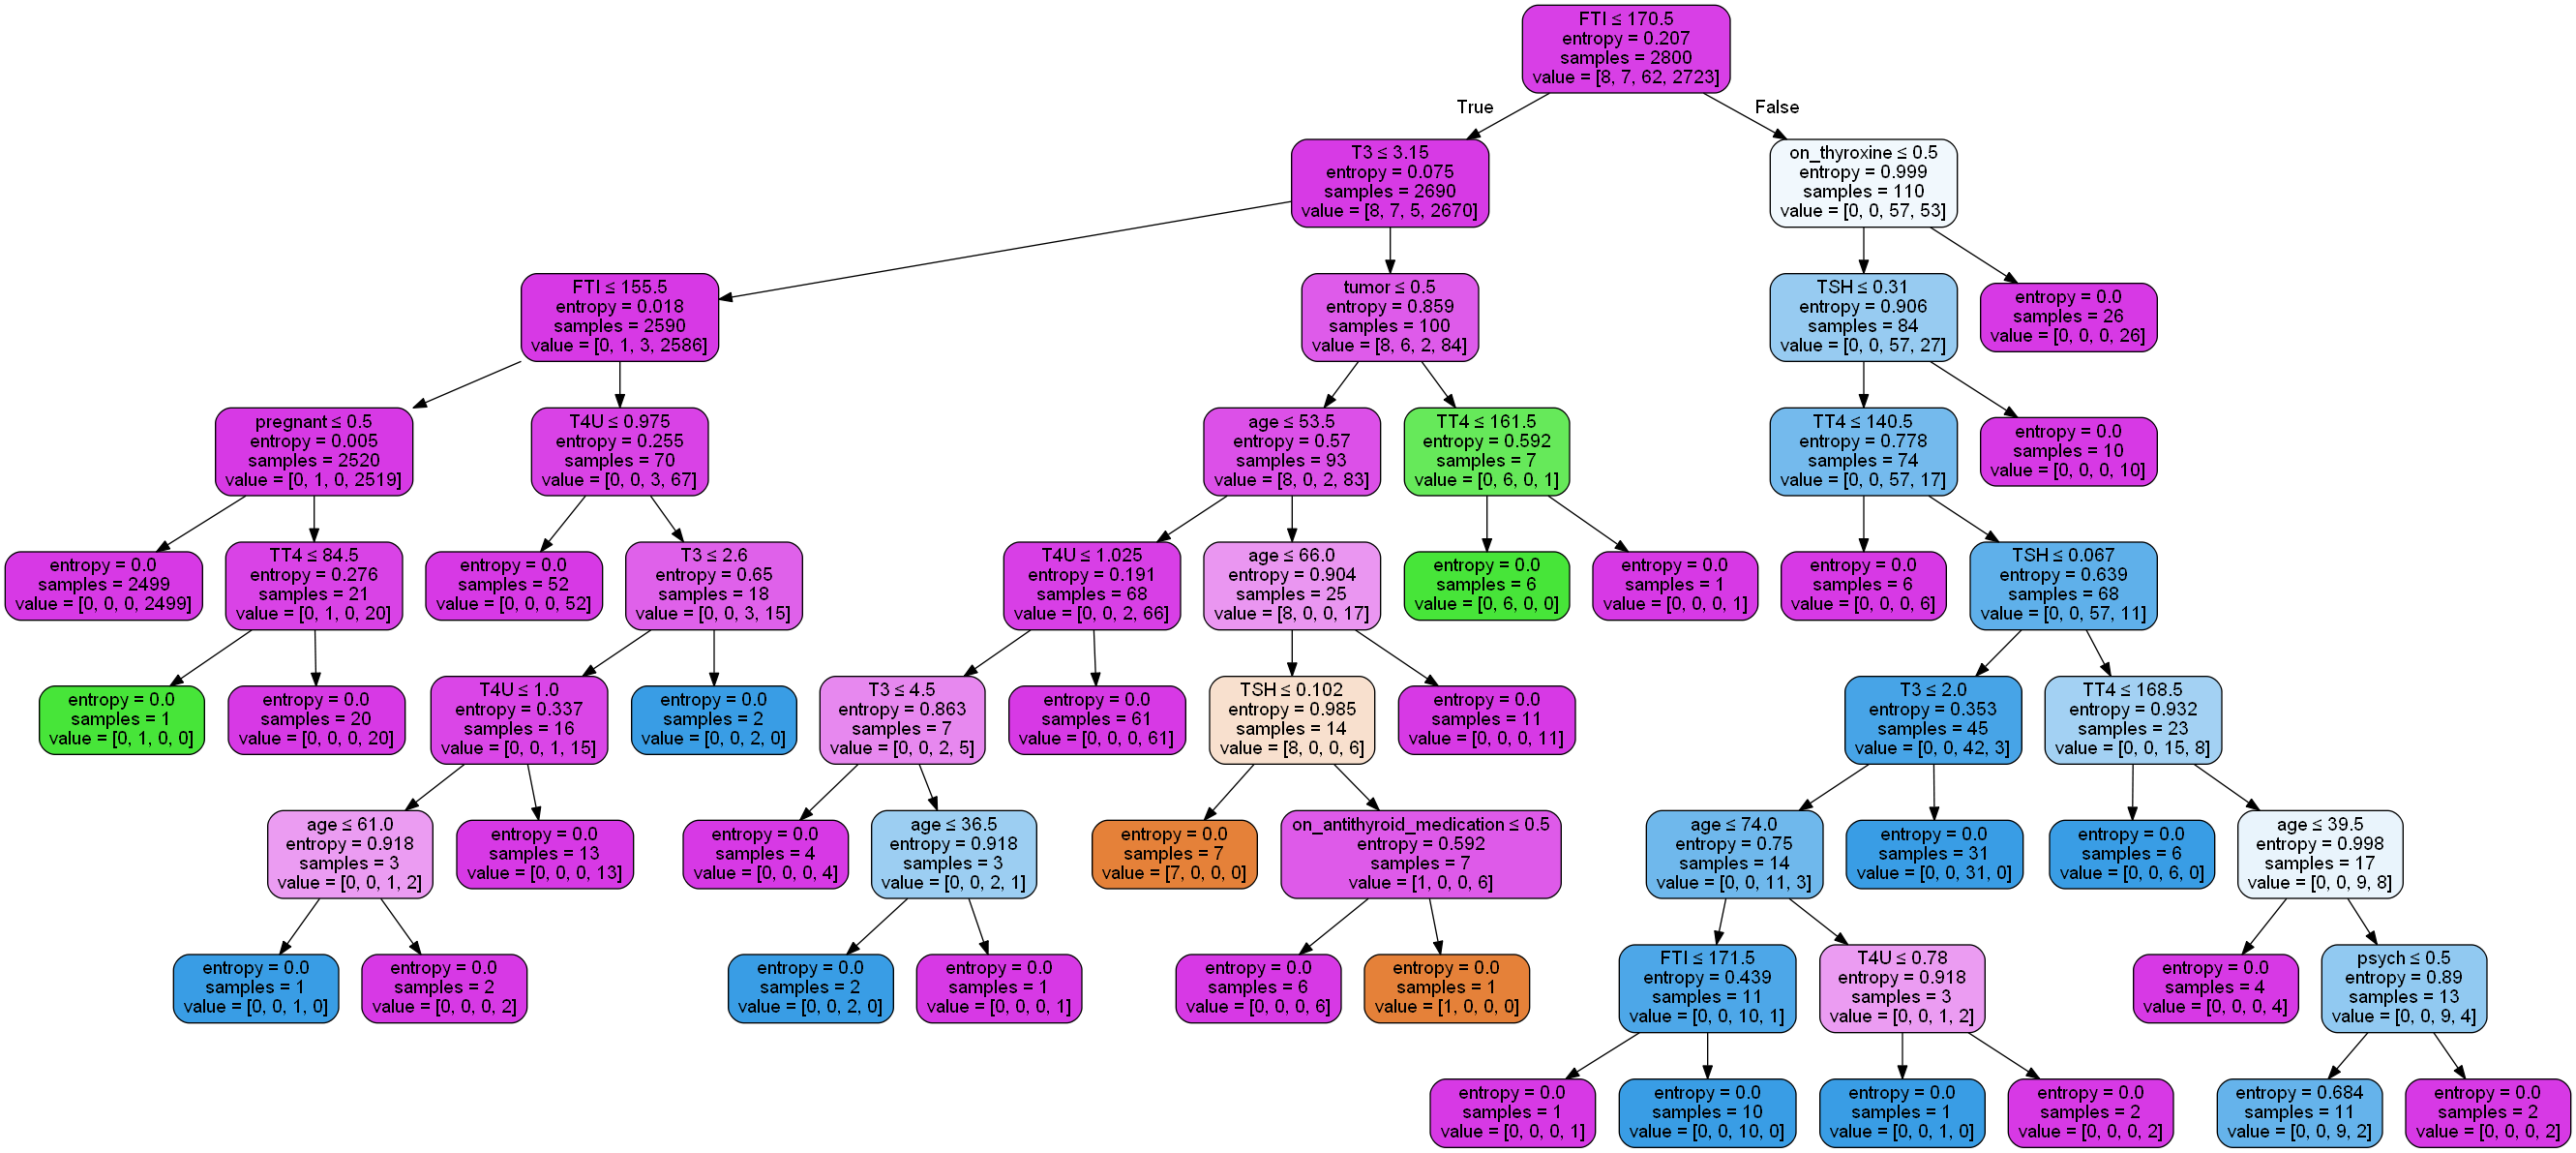 FTI ≤ 170.5
entropy = 0.207
samples = 2800
value = [8, 7, 62, 2723]
True
False
T3 ≤ 3.15
entropy = 0.075
samples = 2690
value = [8, 7, 5, 2670]
on_thyroxine ≤ 0.5
entropy = 0.999
samples = 110
value = [0, 0, 57, 53]
FTI ≤ 155.5
entropy = 0.018
samples = 2590
value = [0, 1, 3, 2586]
tumor ≤ 0.5
entropy = 0.859
samples = 100
value = [8, 6, 2, 84]
TSH ≤ 0.31
entropy = 0.906
samples = 84
value = [0, 0, 57, 27]
entropy = 0.0
samples = 26
value = [0, 0, 0, 26]
pregnant ≤ 0.5
entropy = 0.005
samples = 2520
value = [0, 1, 0, 2519]
T4U ≤ 0.975
entropy = 0.255
samples = 70
value = [0, 0, 3, 67]
age ≤ 53.5
entropy = 0.57
samples = 93
value = [8, 0, 2, 83]
TT4 ≤ 161.5
entropy = 0.592
samples = 7
value = [0, 6, 0, 1]
TT4 ≤ 140.5
entropy = 0.778
samples = 74
value = [0, 0, 57, 17]
entropy = 0.0
samples = 10
value = [0, 0, 0, 10]
entropy = 0.0
samples = 2499
value = [0, 0, 0, 2499]
TT4 ≤ 84.5
entropy = 0.276
samples = 21
value = [0, 1, 0, 20]
entropy = 0.0
samples = 52
value = [0, 0, 0, 52]
T3 ≤ 2.6
entropy = 0.65
samples = 18
value = [0, 0, 3, 15]
T4U ≤ 1.025
entropy = 0.191
samples = 68
value = [0, 0, 2, 66]
age ≤ 66.0
entropy = 0.904
samples = 25
value = [8, 0, 0, 17]
entropy = 0.0
samples = 6
value = [0, 6, 0, 0]
entropy = 0.0
samples = 1
value = [0, 0, 0, 1]
entropy = 0.0
samples = 6
value = [0, 0, 0, 6]
TSH ≤ 0.067
entropy = 0.639
samples = 68
value = [0, 0, 57, 11]
entropy = 0.0
samples = 1
value = [0, 1, 0, 0]
entropy = 0.0
samples = 20
value = [0, 0, 0, 20]
T4U ≤ 1.0
entropy = 0.337
samples = 16
value = [0, 0, 1, 15]
entropy = 0.0
samples = 2
value = [0, 0, 2, 0]
T3 ≤ 4.5
entropy = 0.863
samples = 7
value = [0, 0, 2, 5]
entropy = 0.0
samples = 61
value = [0, 0, 0, 61]
TSH ≤ 0.102
entropy = 0.985
samples = 14
value = [8, 0, 0, 6]
entropy = 0.0
samples = 11
value = [0, 0, 0, 11]
T3 ≤ 2.0
entropy = 0.353
samples = 45
value = [0, 0, 42, 3]
TT4 ≤ 168.5
entropy = 0.932
samples = 23
value = [0, 0, 15, 8]
age ≤ 61.0
entropy = 0.918
samples = 3
value = [0, 0, 1, 2]
entropy = 0.0
samples = 13
value = [0, 0, 0, 13]
entropy = 0.0
samples = 4
value = [0, 0, 0, 4]
age ≤ 36.5
entropy = 0.918
samples = 3
value = [0, 0, 2, 1]
entropy = 0.0
samples = 7
value = [7, 0, 0, 0]
on_antithyroid_medication ≤ 0.5
entropy = 0.592
samples = 7
value = [1, 0, 0, 6]
age ≤ 74.0
entropy = 0.75
samples = 14
value = [0, 0, 11, 3]
entropy = 0.0
samples = 31
value = [0, 0, 31, 0]
entropy = 0.0
samples = 6
value = [0, 0, 6, 0]
age ≤ 39.5
entropy = 0.998
samples = 17
value = [0, 0, 9, 8]
entropy = 0.0
samples = 1
value = [0, 0, 1, 0]
entropy = 0.0
samples = 2
value = [0, 0, 0, 2]
entropy = 0.0
samples = 2
value = [0, 0, 2, 0]
entropy = 0.0
samples = 1
value = [0, 0, 0, 1]
entropy = 0.0
samples = 6
value = [0, 0, 0, 6]
entropy = 0.0
samples = 1
value = [1, 0, 0, 0]
FTI ≤ 171.5
entropy = 0.439
samples = 11
value = [0, 0, 10, 1]
T4U ≤ 0.78
entropy = 0.918
samples = 3
value = [0, 0, 1, 2]
entropy = 0.0
samples = 4
value = [0, 0, 0, 4]
psych ≤ 0.5
entropy = 0.89
samples = 13
value = [0, 0, 9, 4]
entropy = 0.0
samples = 1
value = [0, 0, 0, 1]
entropy = 0.0
samples = 10
value = [0, 0, 10, 0]
entropy = 0.0
samples = 1
value = [0, 0, 1, 0]
entropy = 0.0
samples = 2
value = [0, 0, 0, 2]
entropy = 0.684
samples = 11
value = [0, 0, 9, 2]
entropy = 0.0
samples = 2
value = [0, 0, 0, 2]